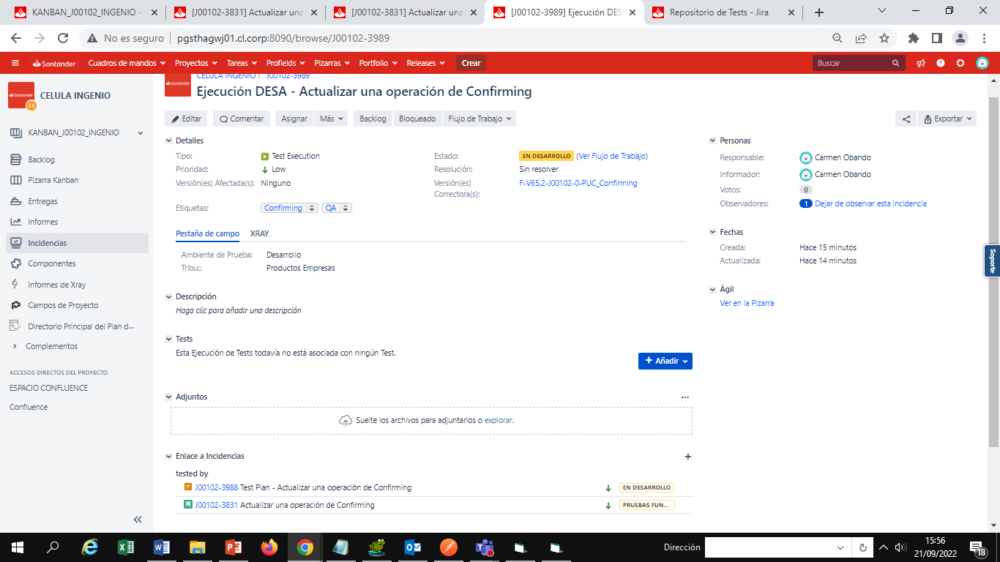 KANBAN_J00102_INGENIO -
[J00102-3831] Actualizar una
[J00102-3831] Actualizar una
[J00102-3989] Ejecución DES
Repositorio de Tests - Jira
No es seguro
pgsthagwj01.cl.corp:8090/browse/J00102-3989
Santander
Cuadros de mandos
Proyectos
Tareas
Profields
Pizarras
Portfolio
Releases
Crear
Buscar
Santander
CELULA INGENIO
KANBAN_J00102_INGENIO
Backlog
Pizarra Kanban
Entregas
Informes
Incidencias
Componentes
Informes de Xray
Campos de Proyecto
Directorio Principal del Plan d...
Complementos
ACCESOS DIRECTOS DEL PROYECTO
ESPACIO CONFLUENCE
Confluence
Santander
CELULA INGENIO / J00102-3989
Ejecución DESA - Actualizar una operación de Confirming
Editar
Comentar
Asignar
Más
Backlog
Bloqueado
Flujo de Trabajo
Exportar
Detalles
Tipo: Test Execution
Estado: EN DESARROLLO (Ver Flujo de Trabajo)
Prioridad: Low
Resolución: Sin resolver
Versión(es) Afectada(s): Ninguno
Versión(es) Correctora(s): F-V65.2-J00102-0-PUC_Confirming
Etiquetas: Confirming QA
Pestaña de campo
XRAY
Ambiente de Prueba: Desarrollo
Tribu:: Productos Empresas
Descripción
Haga clic para añadir una descripción
Tests
Esta Ejecución de Tests todavía no está asociada con ningún Test.
Añadir
Adjuntos
Suelte los archivos para adjuntarlos o explorar.
Enlace a Incidencias
tested by
J00102-3988 Test Plan - Actualizar una operación de Confirming EN DESARROLLO
J00102-3831 Actualizar una operación de Confirming PRUEBAS FUN...
Personas
Responsable: Carmen Obando
Informador: Carmen Obando
Votos: 0
Observadores: 1 Dejar de observar esta incidencia
Fechas
Creada: Hace 15 minutos
Actualizada: Hace 14 minutos
Ágil
Ver en la Pizarra
Soporte
Dirección
15:56
21/09/2022
18